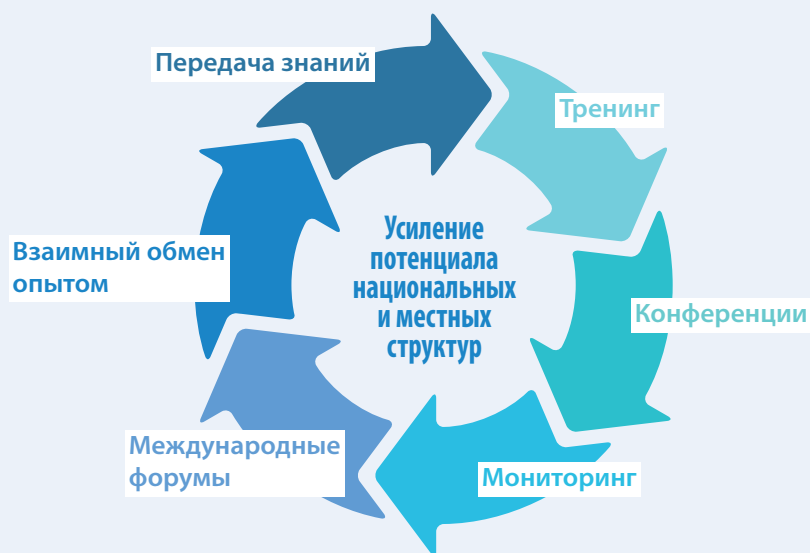 Передача знаний
Тренинг
Взаимный обмен
опытом
Усиление
потенциала
национальных
и местных
структур
Конференции
Международные
форумы
Мониторинг